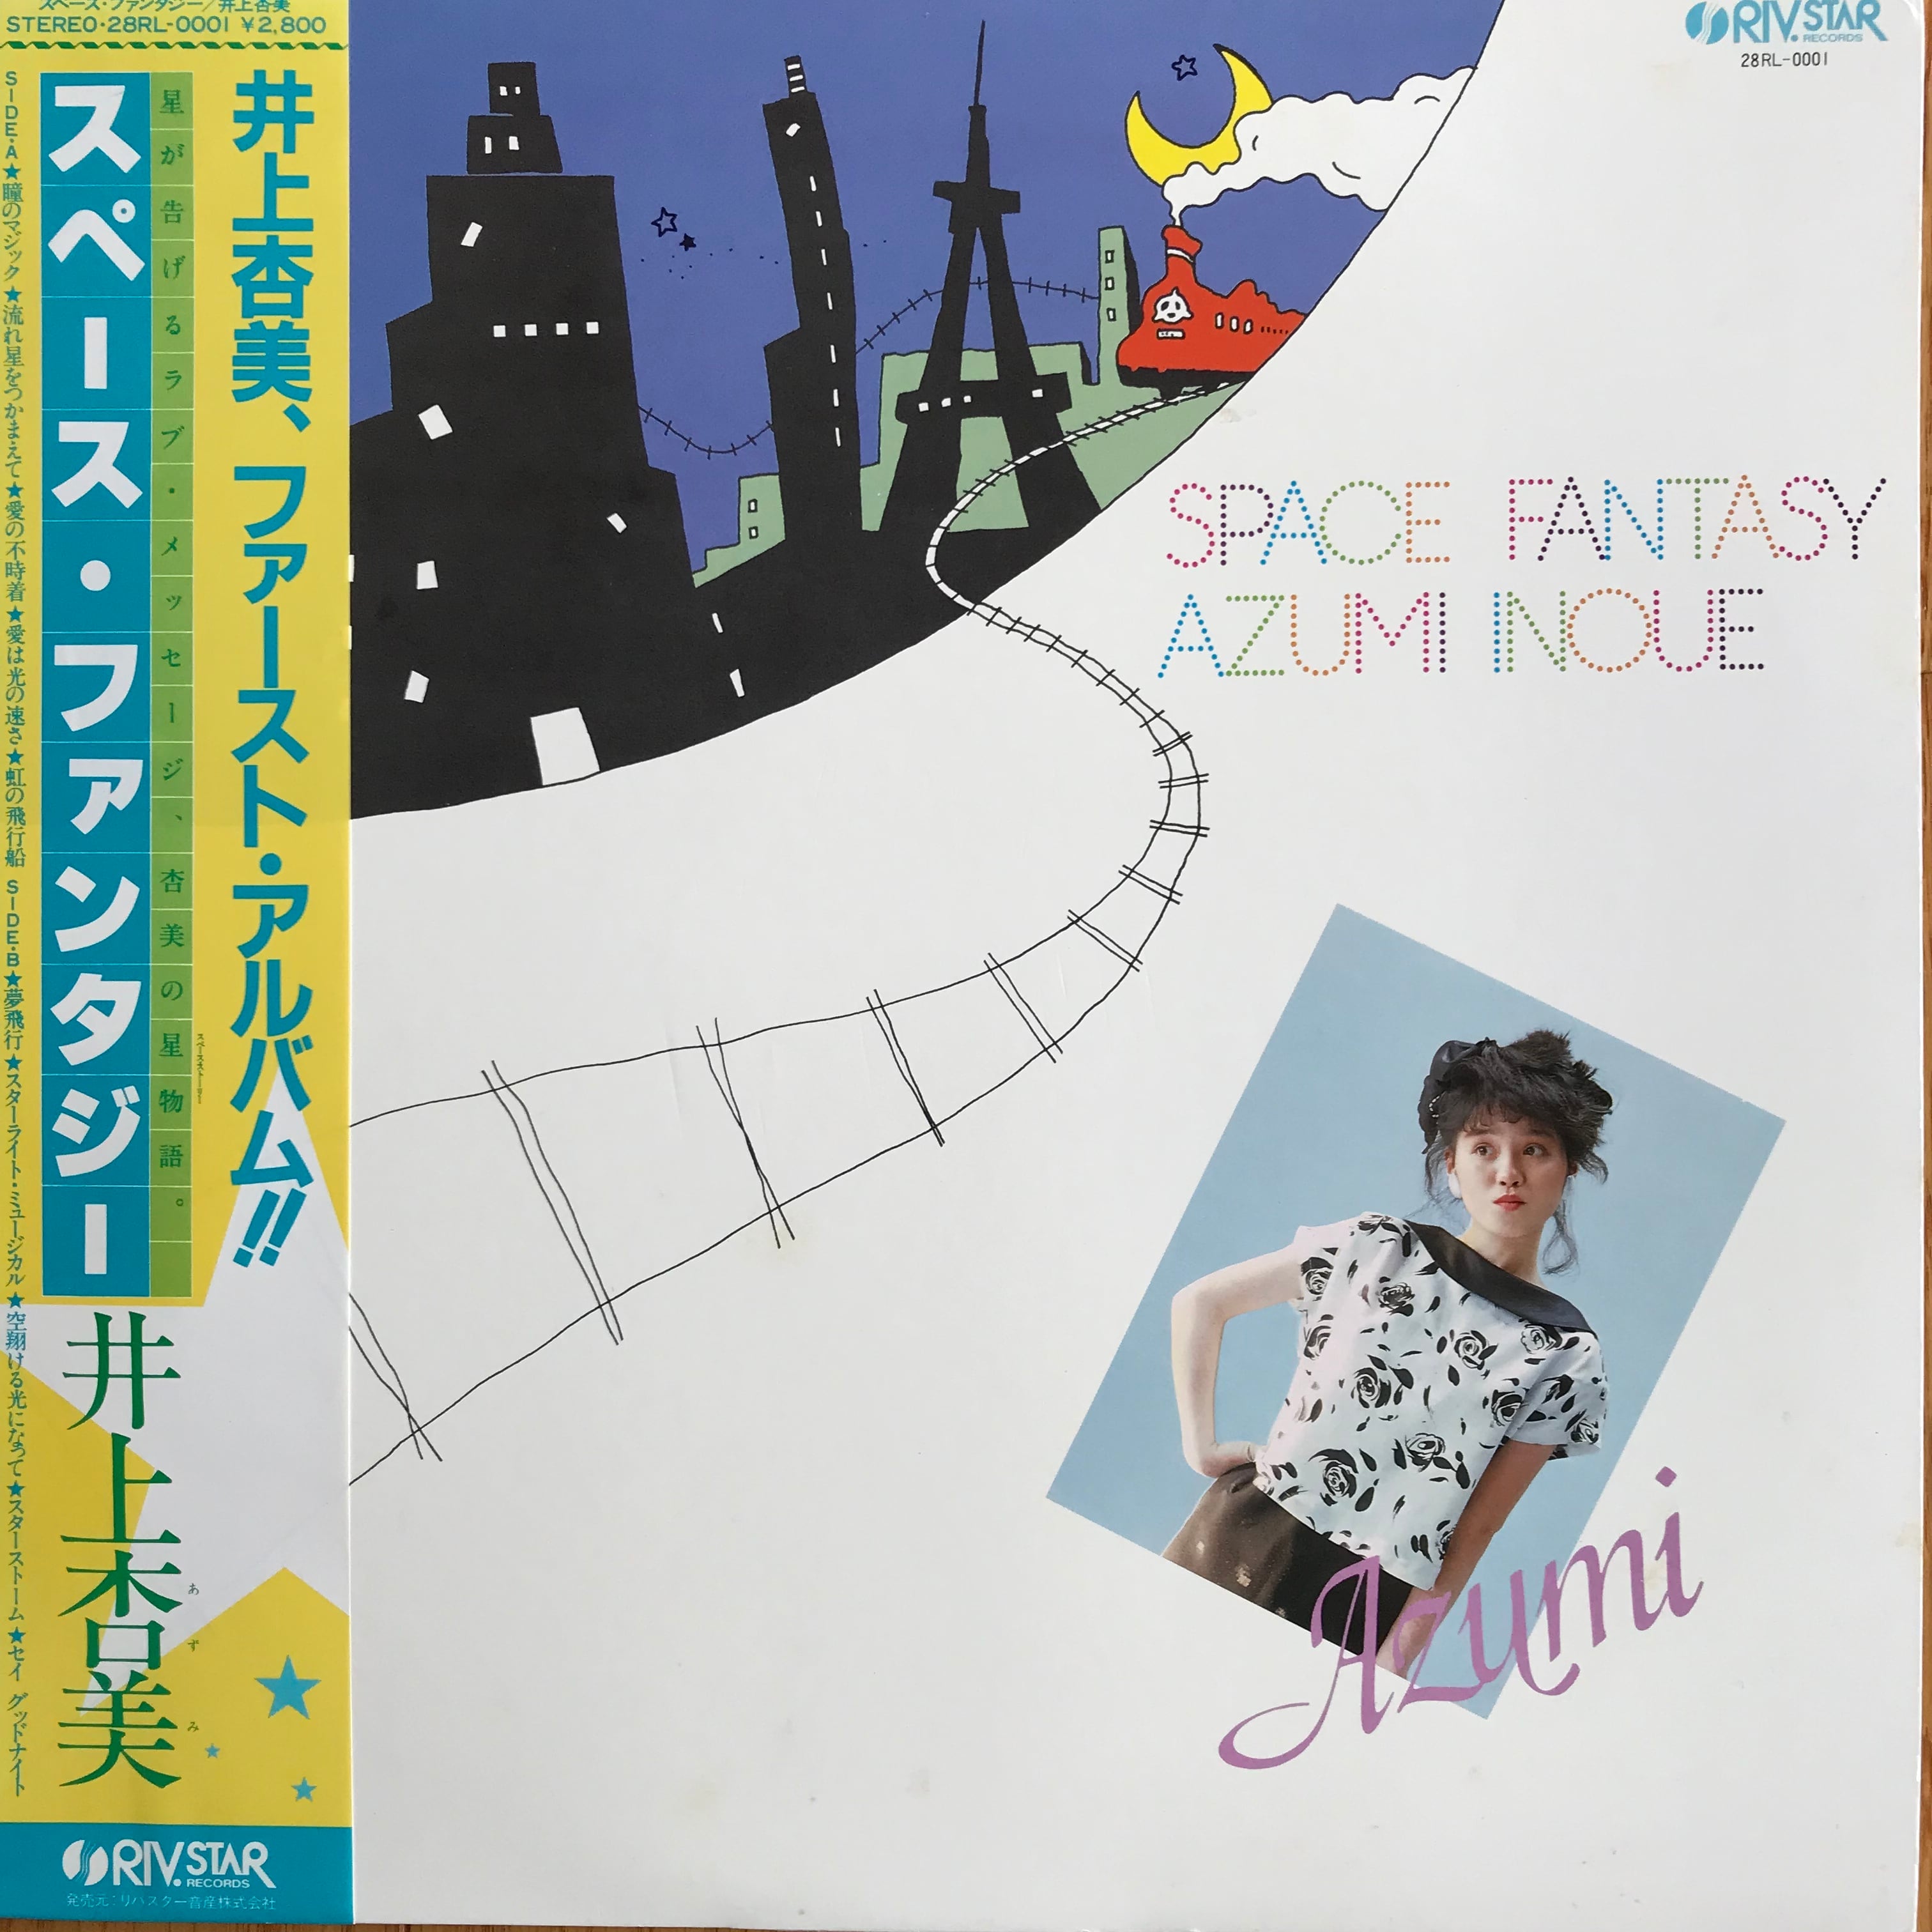 スペース・ファンタジー/井上杏美
STEREO・28RL-0001 ¥2,800
井上杏美、ファースト・アルバム!!
星が告げるラブ・メッセージ、杏美の星物語。
スペース・ファンタジー
井上杏美
あずみ
SIDE・A★瞳のマジック★流れ星をつかまえて★愛の不時着★愛は光の速さ★虹の飛行船 SIDE・B★夢飛行★スターライト・ミュージカル★空翔ける光になって★スターストーム★セイ グッドナイト
RIV.STAR
RECORDS
発売元:リバスター音産株式会社
RIV.STAR
RECORDS
28RL-0001
SPACE FANTASY
AZUMI INOUE
Azumi